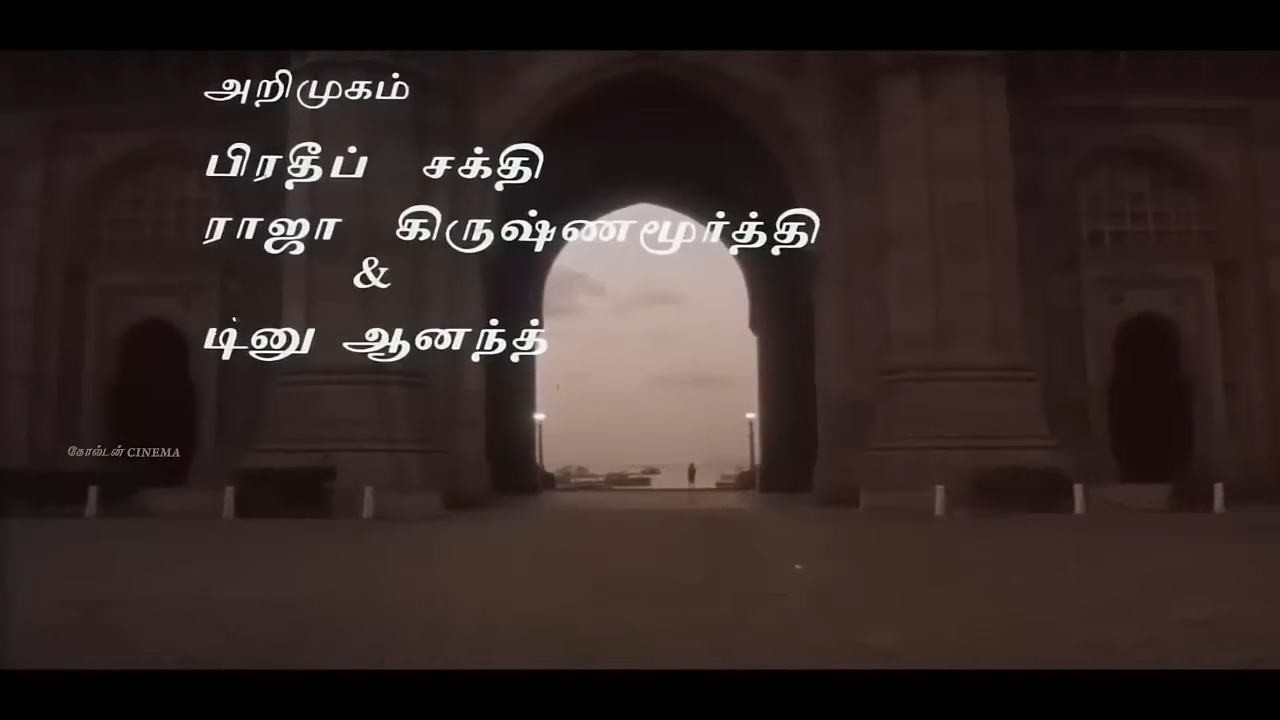 அறிமுகம்
பிரதீப் சக்தி
ராஜா கிருஷ்ணமூர்த்தி
&
டினு ஆனந்த்
கோல்டன் CINEMA